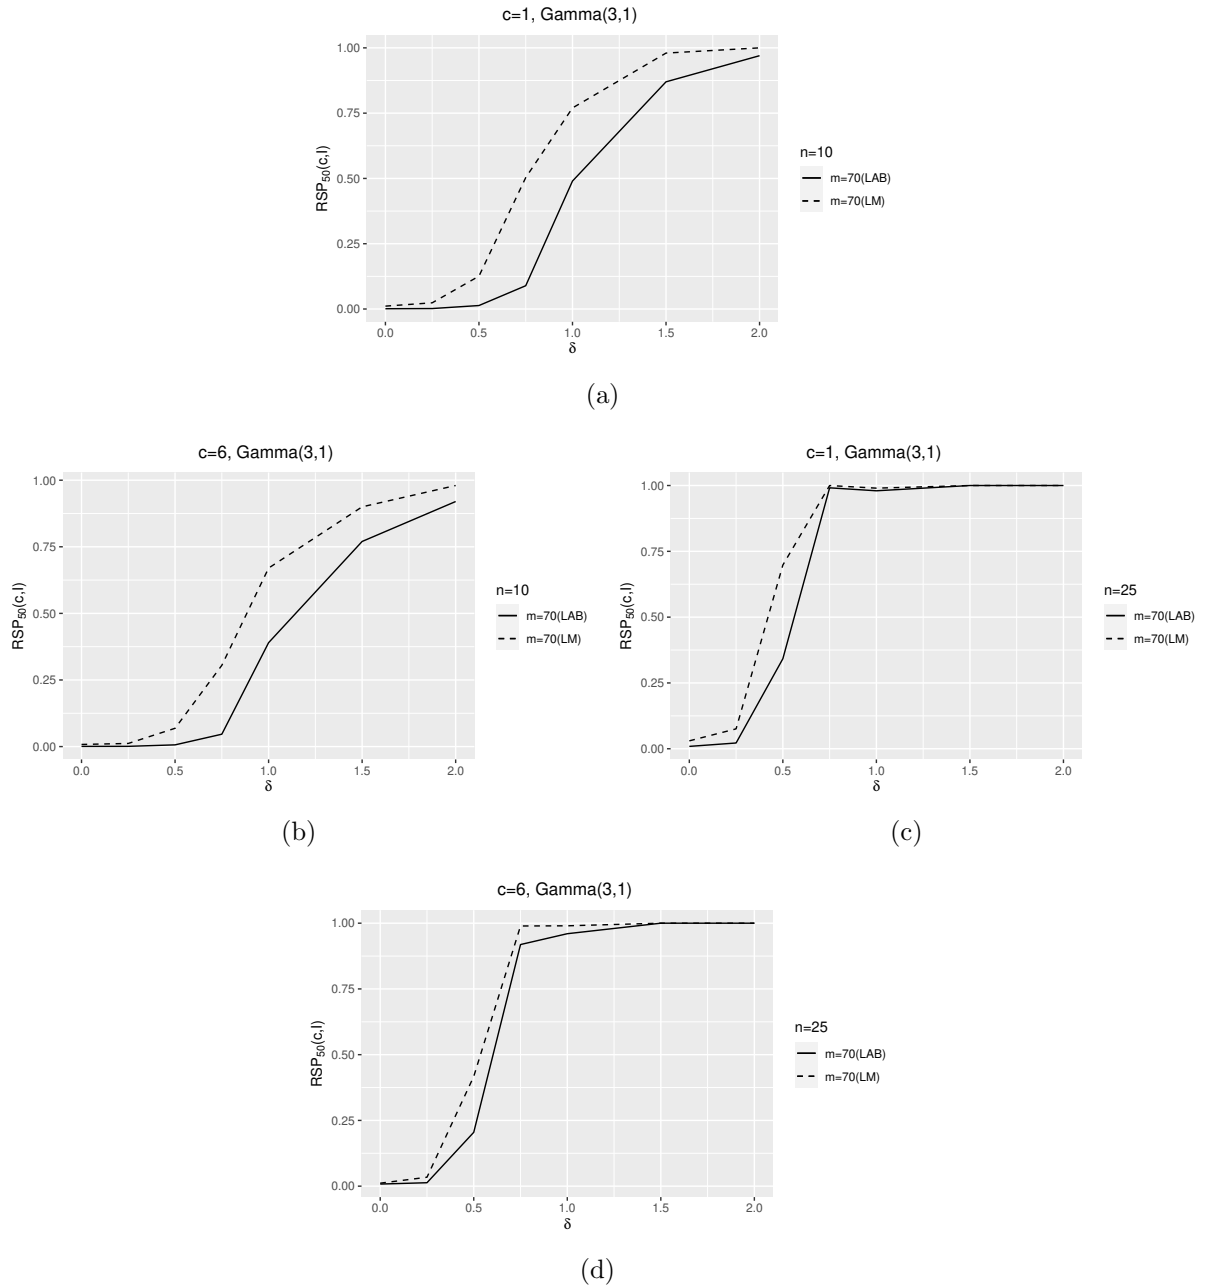 c=1, Gamma(3,1)
1.00
0.75
0.50
0.25
0.00
RSP50(c,I)
0.0 0.5 1.0 1.5 2.0
δ
n=10
m=70(LAB)
m=70(LM)
(a)
c=6, Gamma(3,1)
1.00
0.75
0.50
0.25
0.00
RSP50(c,I)
0.0 0.5 1.0 1.5 2.0
δ
n=10
m=70(LAB)
m=70(LM)
(b)
c=1, Gamma(3,1)
1.00
0.75
0.50
0.25
0.00
RSP50(c,I)
0.0 0.5 1.0 1.5 2.0
δ
n=25
m=70(LAB)
m=70(LM)
(c)
c=6, Gamma(3,1)
1.00
0.75
0.50
0.25
0.00
RSP50(c,I)
0.0 0.5 1.0 1.5 2.0
δ
n=25
m=70(LAB)
m=70(LM)
(d)